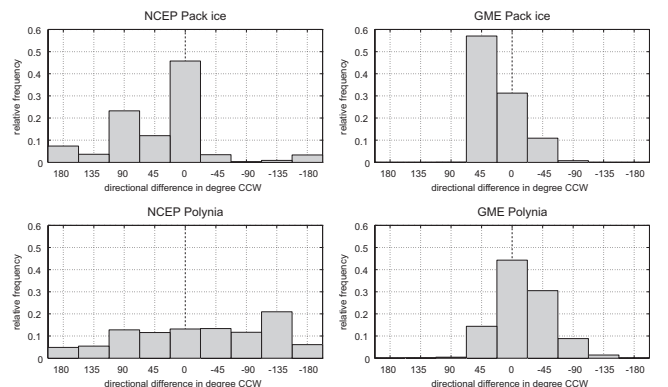 NCEP Pack ice
0.6
0.5
0.4
0.3
0.2
0.1
0
relative frequency
180 135 90 45 0 -45 -90 -135 -180
directional difference in degree CCW
GME Pack ice
0.6
0.5
0.4
0.3
0.2
0.1
0
relative frequency
180 135 90 45 0 -45 -90 -135 -180
directional difference in degree CCW
NCEP Polynia
0.6
0.5
0.4
0.3
0.2
0.1
0
relative frequency
180 135 90 45 0 -45 -90 -135 -180
directional difference in degree CCW
GME Polynia
0.6
0.5
0.4
0.3
0.2
0.1
0
relative frequency
180 135 90 45 0 -45 -90 -135 -180
directional difference in degree CCW